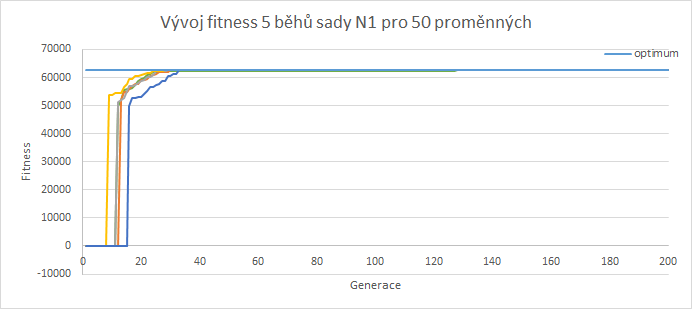 Vývoj fitness 5 běhů sady N1 pro 50 proměnných
optimum
70000
60000
50000
40000
30000
20000
10000
0
-10000
Fitness
0 20 40 60 80 100 120 140 160 180 200
Generace